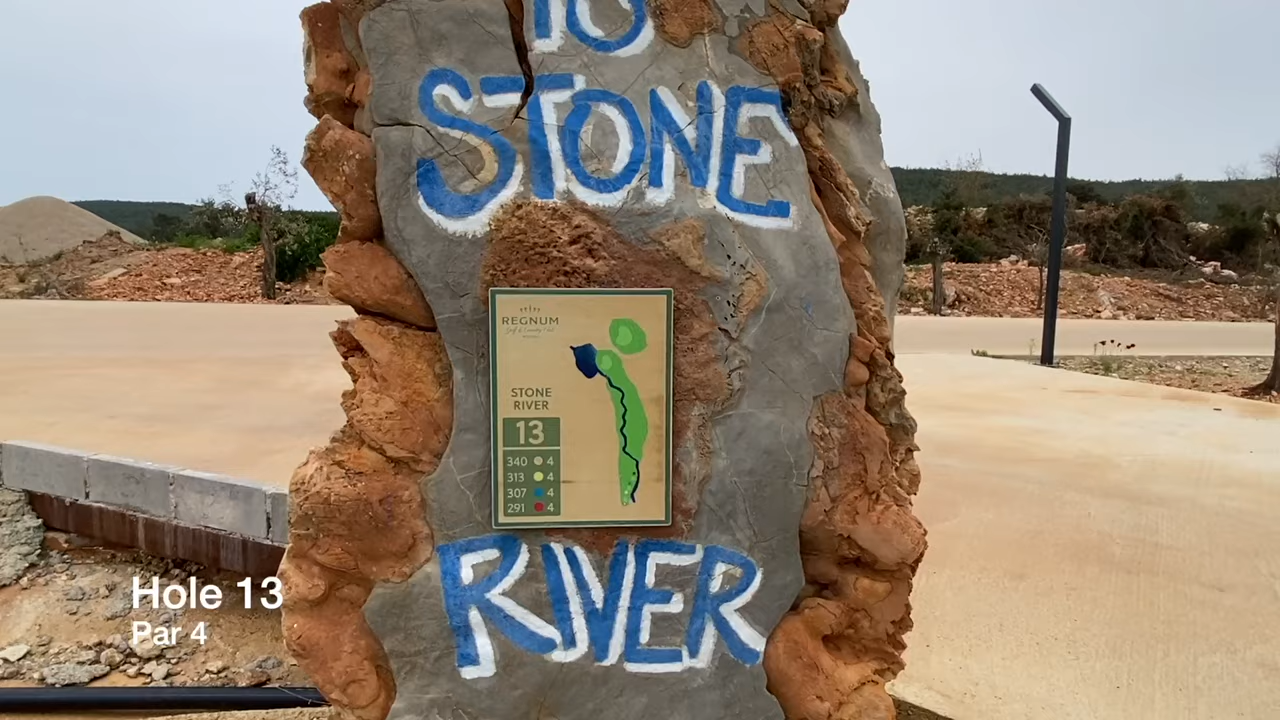 STONE
REGNUM
STONE
RIVER
13
340 4
313 4
307 4
291 4
RIVER
Hole 13
Par 4